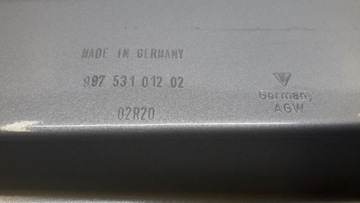 MADE IN GERMANY
997 531 012 02
02R20
Germany
AGW